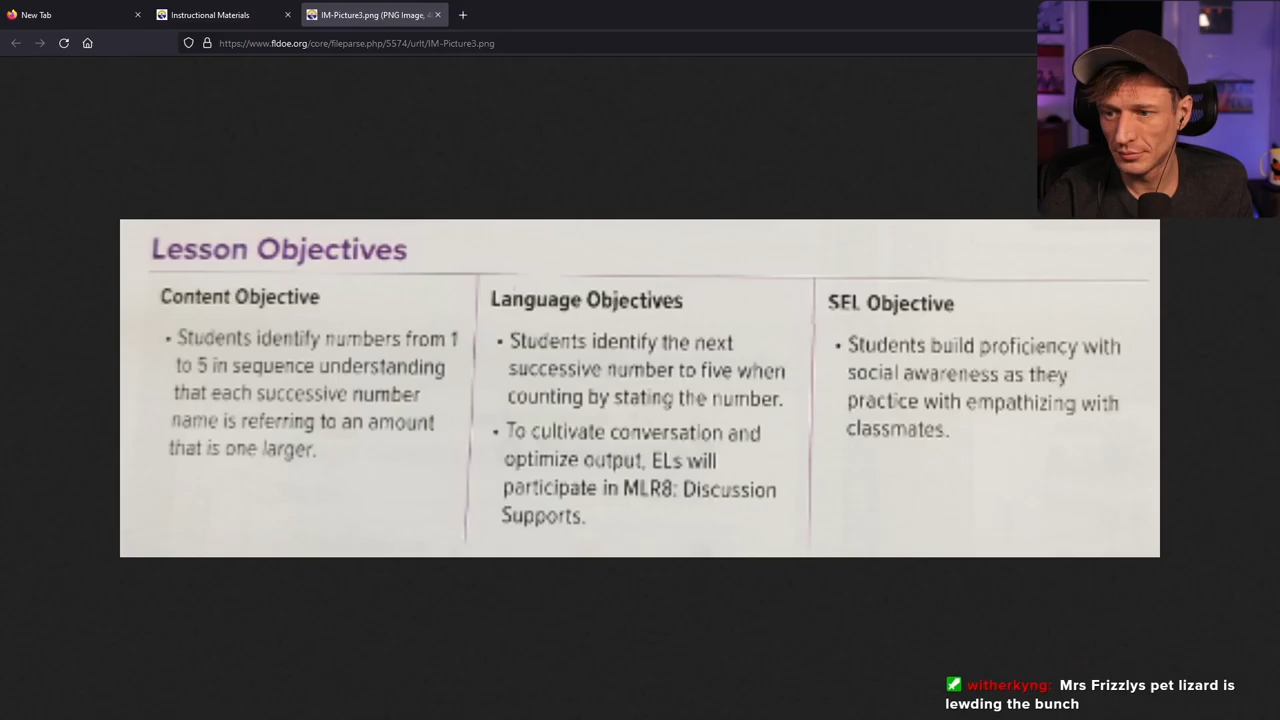 New Tab
Instructional Materials
IM-Picture3.png (PNG Image, 4
https://www.fldoe.org/core/fileparse.php/5574/urlt/IM-Picture3.png
Lesson Objectives
Content Objective
• Students identify numbers from 1
to 5 in sequence understanding
that each successive number
name is referring to an amount
that is one larger.
Language Objectives
• Students identify the next
successive number to five when
counting by stating the number.
• To cultivate conversation and
optimize output, ELs will
participate in MLR8: Discussion
Supports.
SEL Objective
• Students build proficiency with
social awareness as they
practice with empathizing with
classmates.
witherkyng: Mrs Frizzlys pet lizard is
lewding the bunch